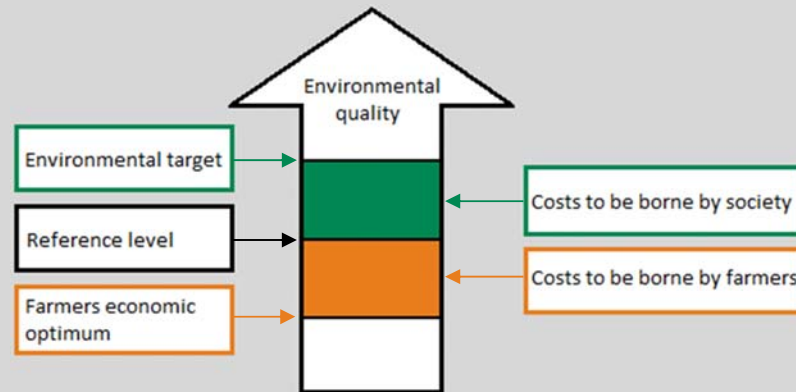 Environmental
quality
Environmental target
Reference level
Farmers economic
optimum
Costs to be borne by society
Costs to be borne by farmers